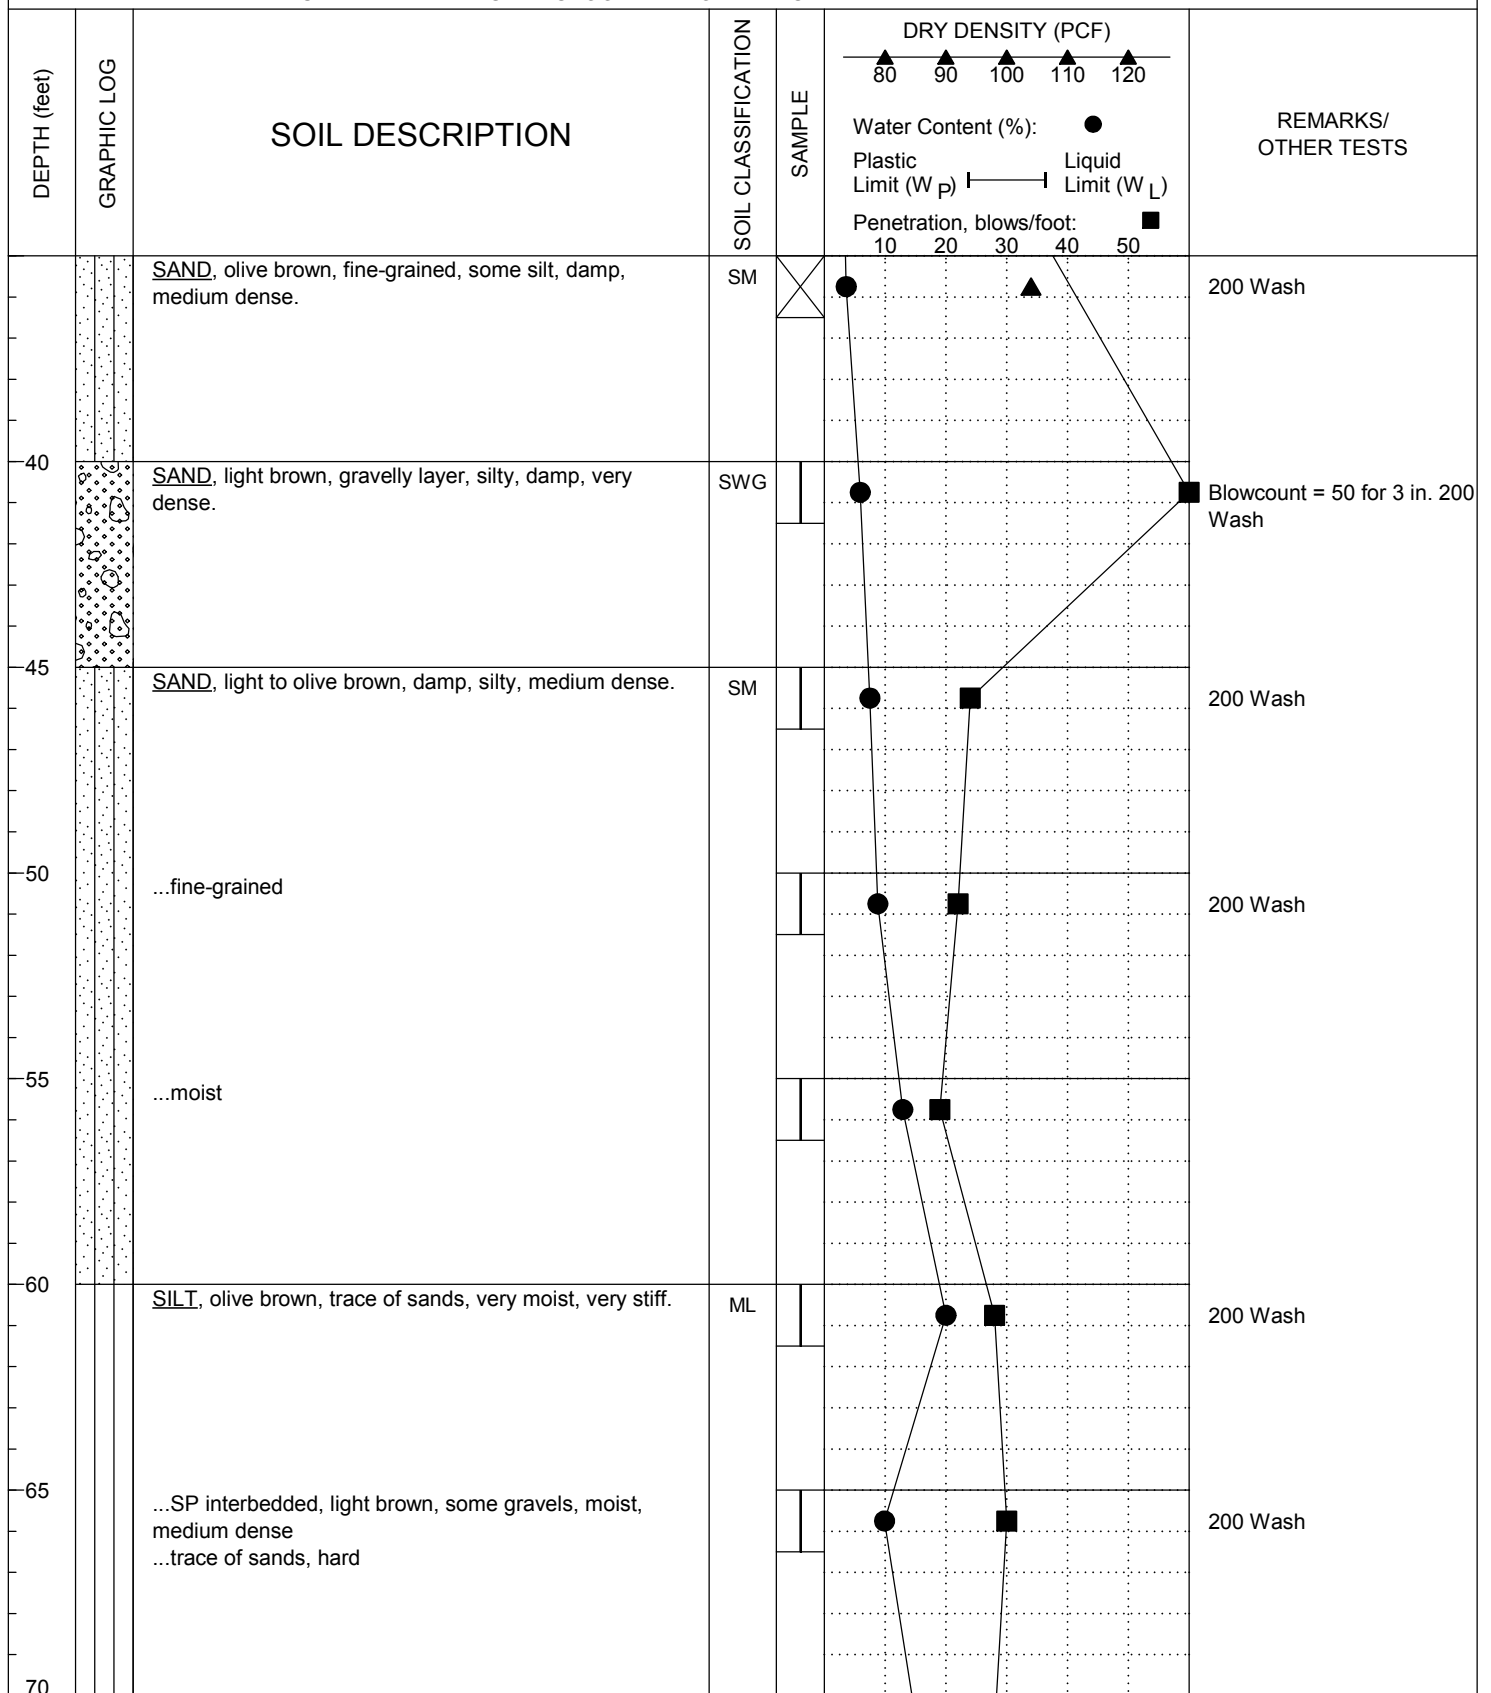 DEPTH (feet)
GRAPHIC LOG
SOIL DESCRIPTION
SOIL CLASSIFICATION
SAMPLE
DRY DENSITY (PCF)
80 90 100 110 120
Water Content (%):
Plastic Limit (W P)
Liquid Limit (W L)
Penetration, blows/foot:
10 20 30 40 50
REMARKS/
OTHER TESTS
SAND, olive brown, fine-grained, some silt, damp,
medium dense.
SM
200 Wash
40
SAND, light brown, gravelly layer, silty, damp, very
dense.
SWG
Blowcount = 50 for 3 in. 200
Wash
45
SAND, light to olive brown, damp, silty, medium dense.
SM
200 Wash
50
...fine-grained
200 Wash
55
...moist
60
SILT, olive brown, trace of sands, very moist, very stiff.
ML
200 Wash
65
...SP interbedded, light brown, some gravels, moist,
medium dense
...trace of sands, hard
200 Wash
70